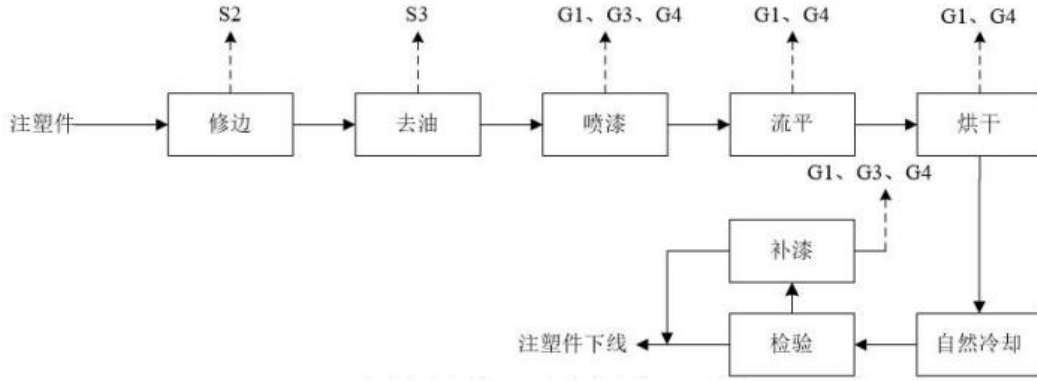 S2
S3
G1、G3、G4
G1、G4
G1、G4
注塑件
修边
去油
喷漆
流平
烘干
G1、G3、G4
补漆
注塑件下线
检验
自然冷却